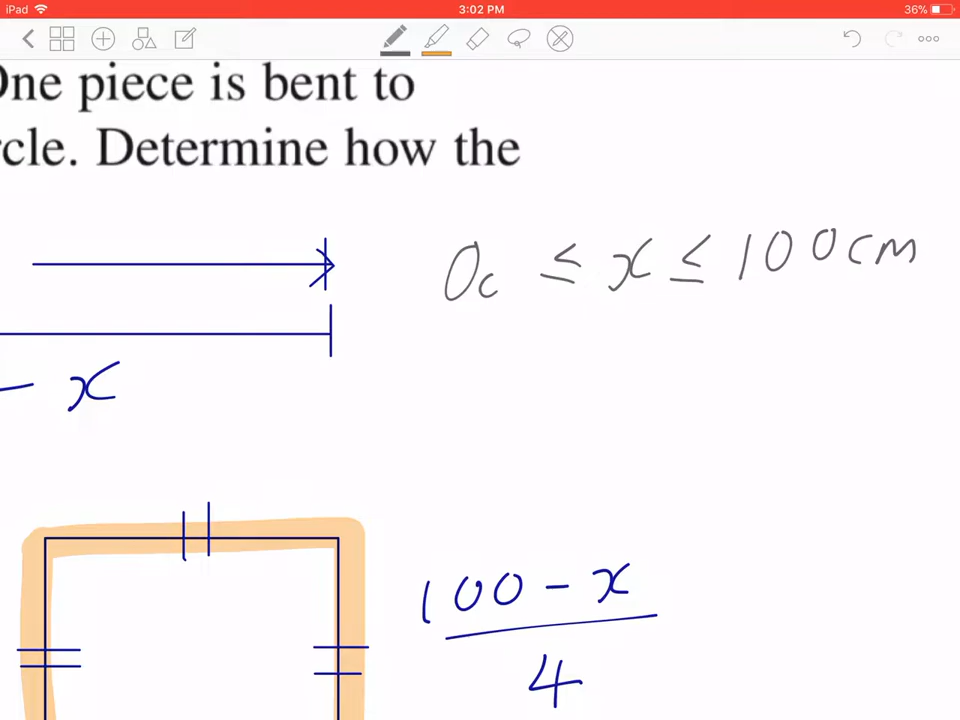 iPad 3:02 PM 36%
One piece is bent to
rcle. Determine how the
0c ≤ x ≤ 100cm
- x
100 - x
4